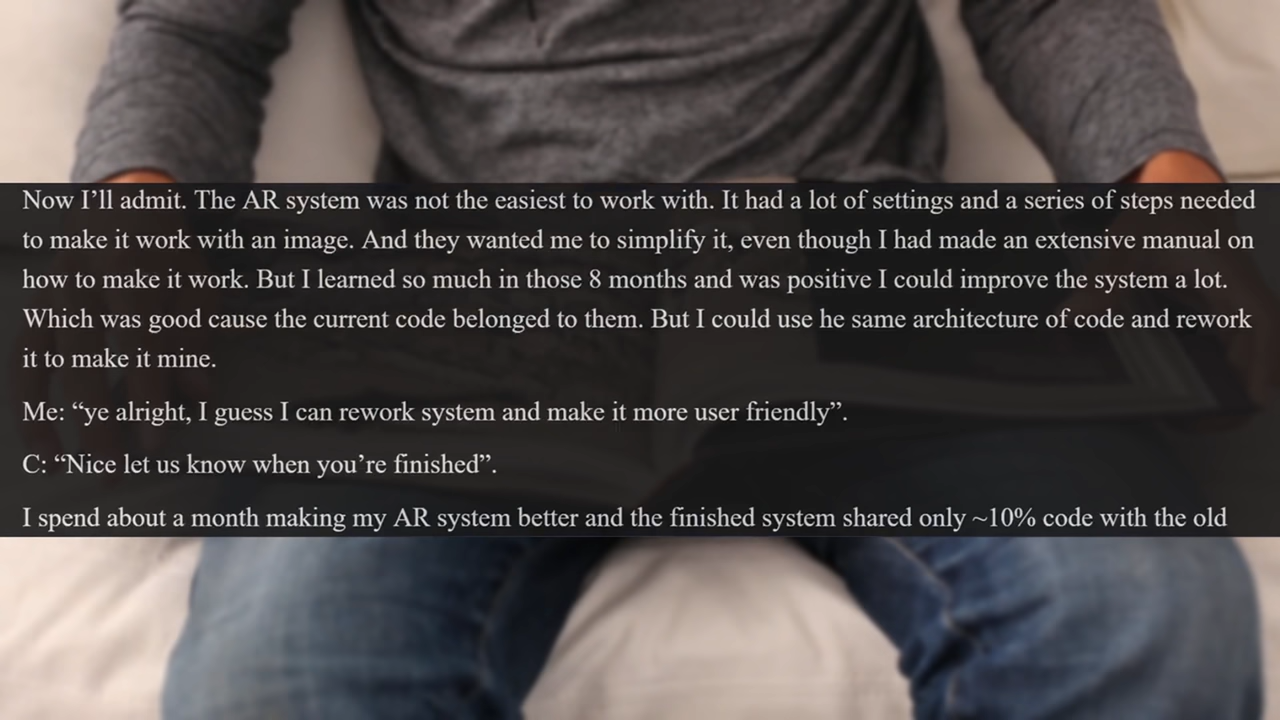 Now I’ll admit. The AR system was not the easiest to work with. It had a lot of settings and a series of steps needed
to make it work with an image. And they wanted me to simplify it, even though I had made an extensive manual on
how to make it work. But I learned so much in those 8 months and was positive I could improve the system a lot.
Which was good cause the current code belonged to them. But I could use he same architecture of code and rework
it to make it mine.
Me: “ye alright, I guess I can rework system and make it more user friendly”.
C: “Nice let us know when you’re finished”.
I spend about a month making my AR system better and the finished system shared only ~10% code with the old